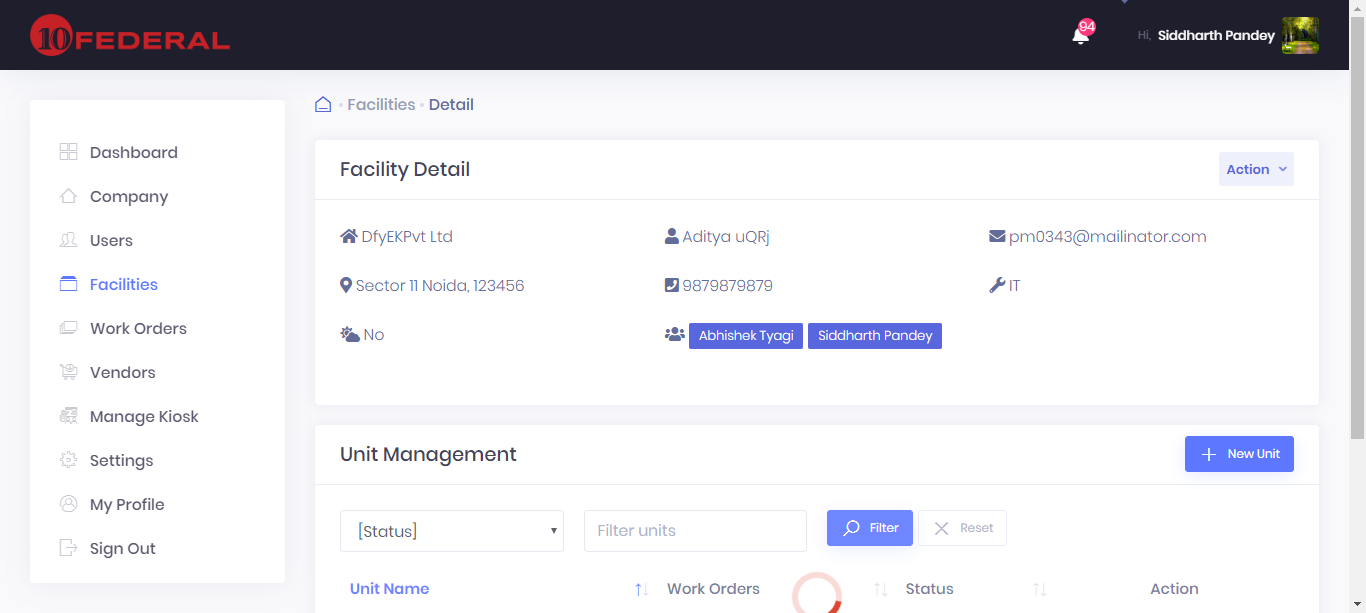 10 FEDERAL
94
Hi, Siddharth Pandey
Facilities Detail
Dashboard
Company
Users
Facilities
Work Orders
Vendors
Manage Kiosk
Settings
My Profile
Sign Out
Facility Detail
Action
DfyEKPvt Ltd
Aditya uQRj
pm0343@mailinator.com
Sector 11 Noida, 123456
9879879879
IT
No
Abhishek Tyagi
Siddharth Pandey
Unit Management
New Unit
[Status]
Filter units
Filter
Reset
Unit Name
Work Orders
Status
Action